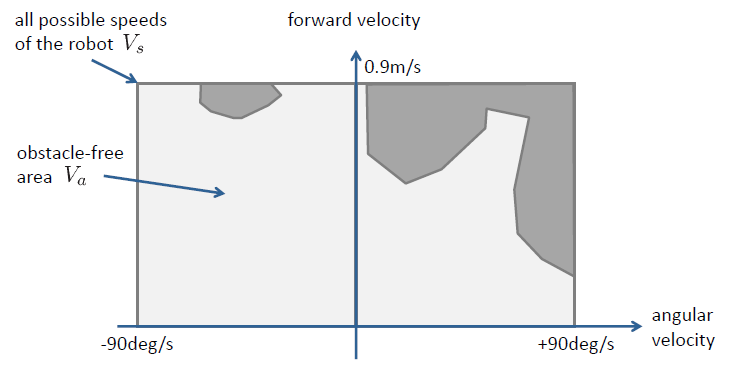 all possible speeds
of the robot Vs
forward velocity
0.9m/s
obstacle-free
area Va
angular
velocity
-90deg/s
+90deg/s